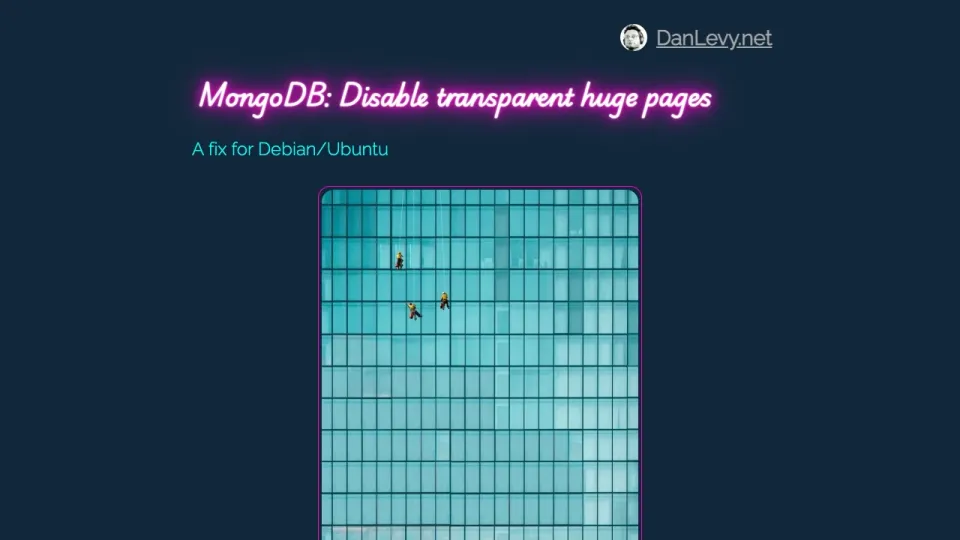 DanLevy.net
MongoDB: Disable transparent huge pages
A fix for Debian/Ubuntu